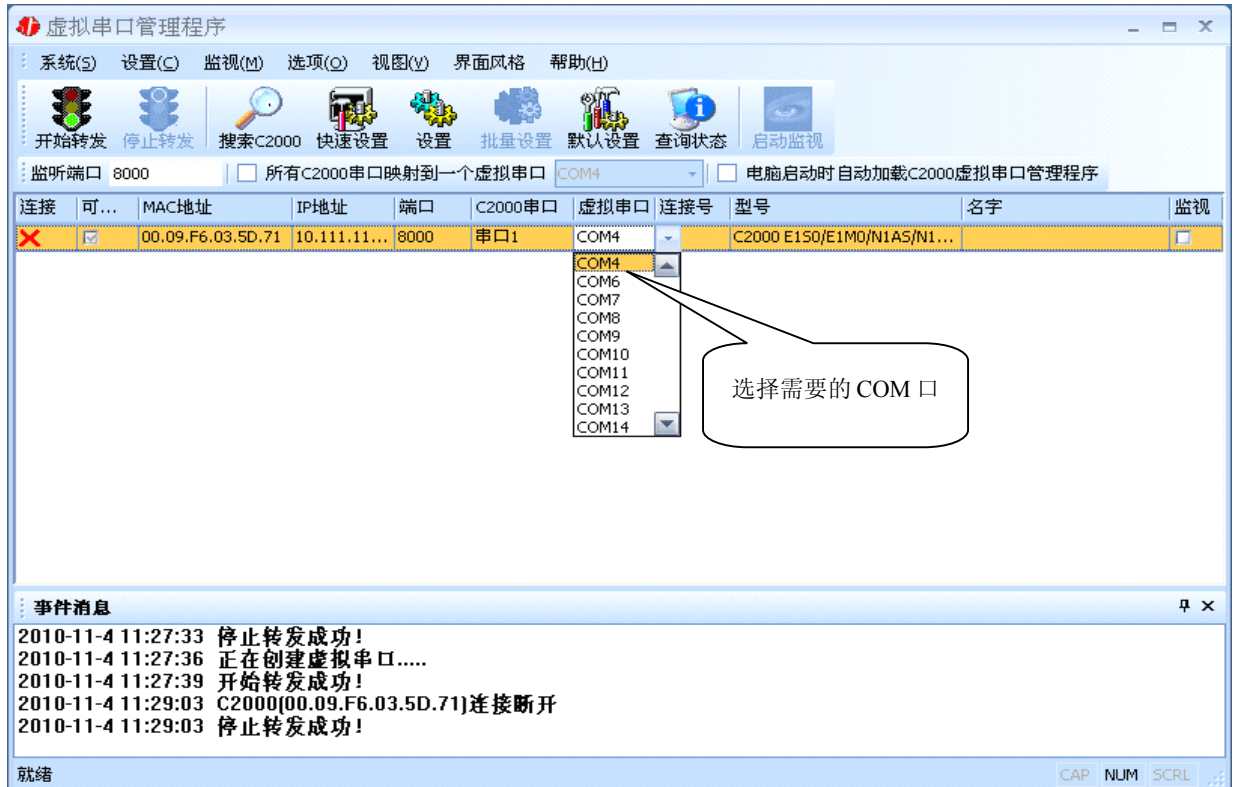 虚拟串口管理程序
系统(S) 设置(C) 监视(M) 选项(O) 视图(V) 界面风格 帮助(H)
开始转发 停止转发 搜索C2000 快速设置 设置 批量设置 默认设置 查询状态 启动监视
监听端口 8000 所有C2000串口映射到一个虚拟串口 COM4 电脑启动时自动加载C2000虚拟串口管理程序
连接 可... MAC地址 IP地址 端口 C2000串口 虚拟串口 连接号 型号 名字 监视
00.09.F6.03.5D.71 10.111.11... 8000 串口1 COM4 C2000 E1S0/E1M0/N1AS/N1...
COM4
COM6
COM7
COM8
COM9
COM10
COM11
COM12
COM13
COM14
选择需要的 COM 口
事件消息
2010-11-4 11:27:33 停止转发成功!
2010-11-4 11:27:36 正在创建虚拟串口.....
2010-11-4 11:27:39 开始转发成功!
2010-11-4 11:29:03 C2000[00.09.F6.03.5D.71]连接断开
2010-11-4 11:29:03 停止转发成功!
就绪 CAP NUM SCRL